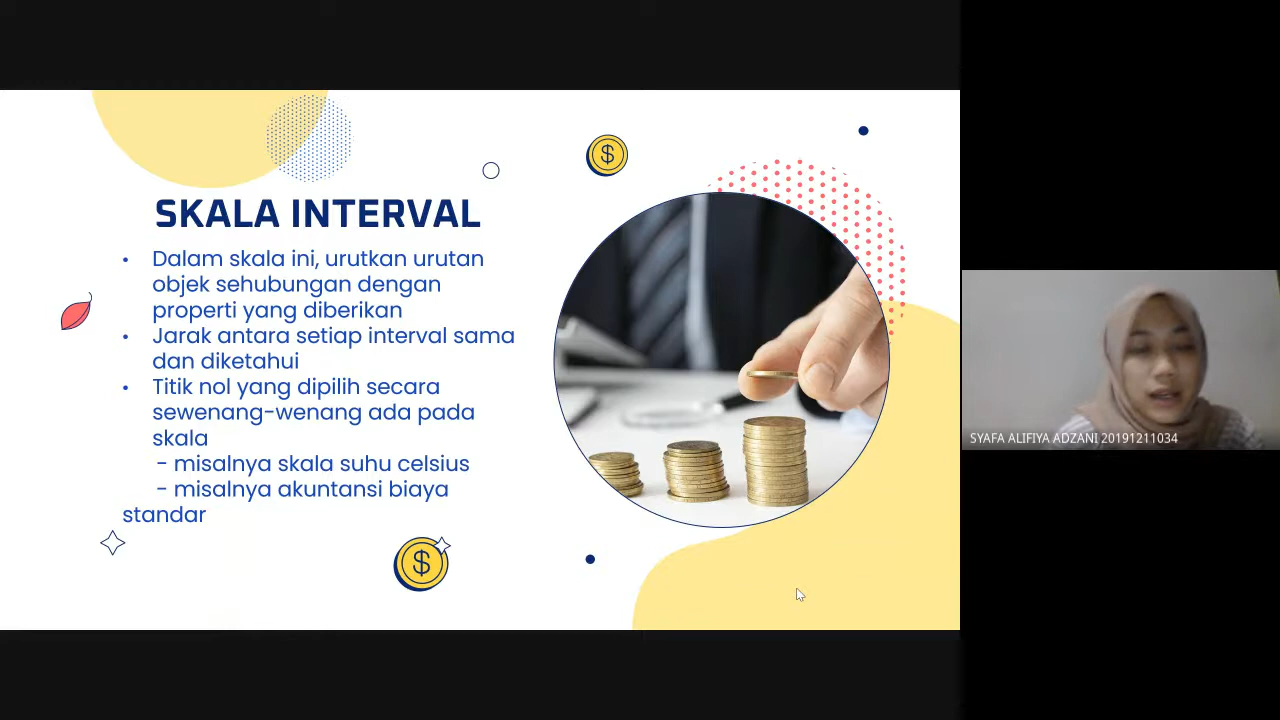 SKALA INTERVAL
• Dalam skala ini, urutkan urutan
objek sehubungan dengan
properti yang diberikan
• Jarak antara setiap interval sama
dan diketahui
• Titik nol yang dipilih secara
sewenang-wenang ada pada
skala
- misalnya skala suhu celsius
- misalnya akuntansi biaya
standar
$
$
SYAFA ALIFIYA ADZANI 20191211034